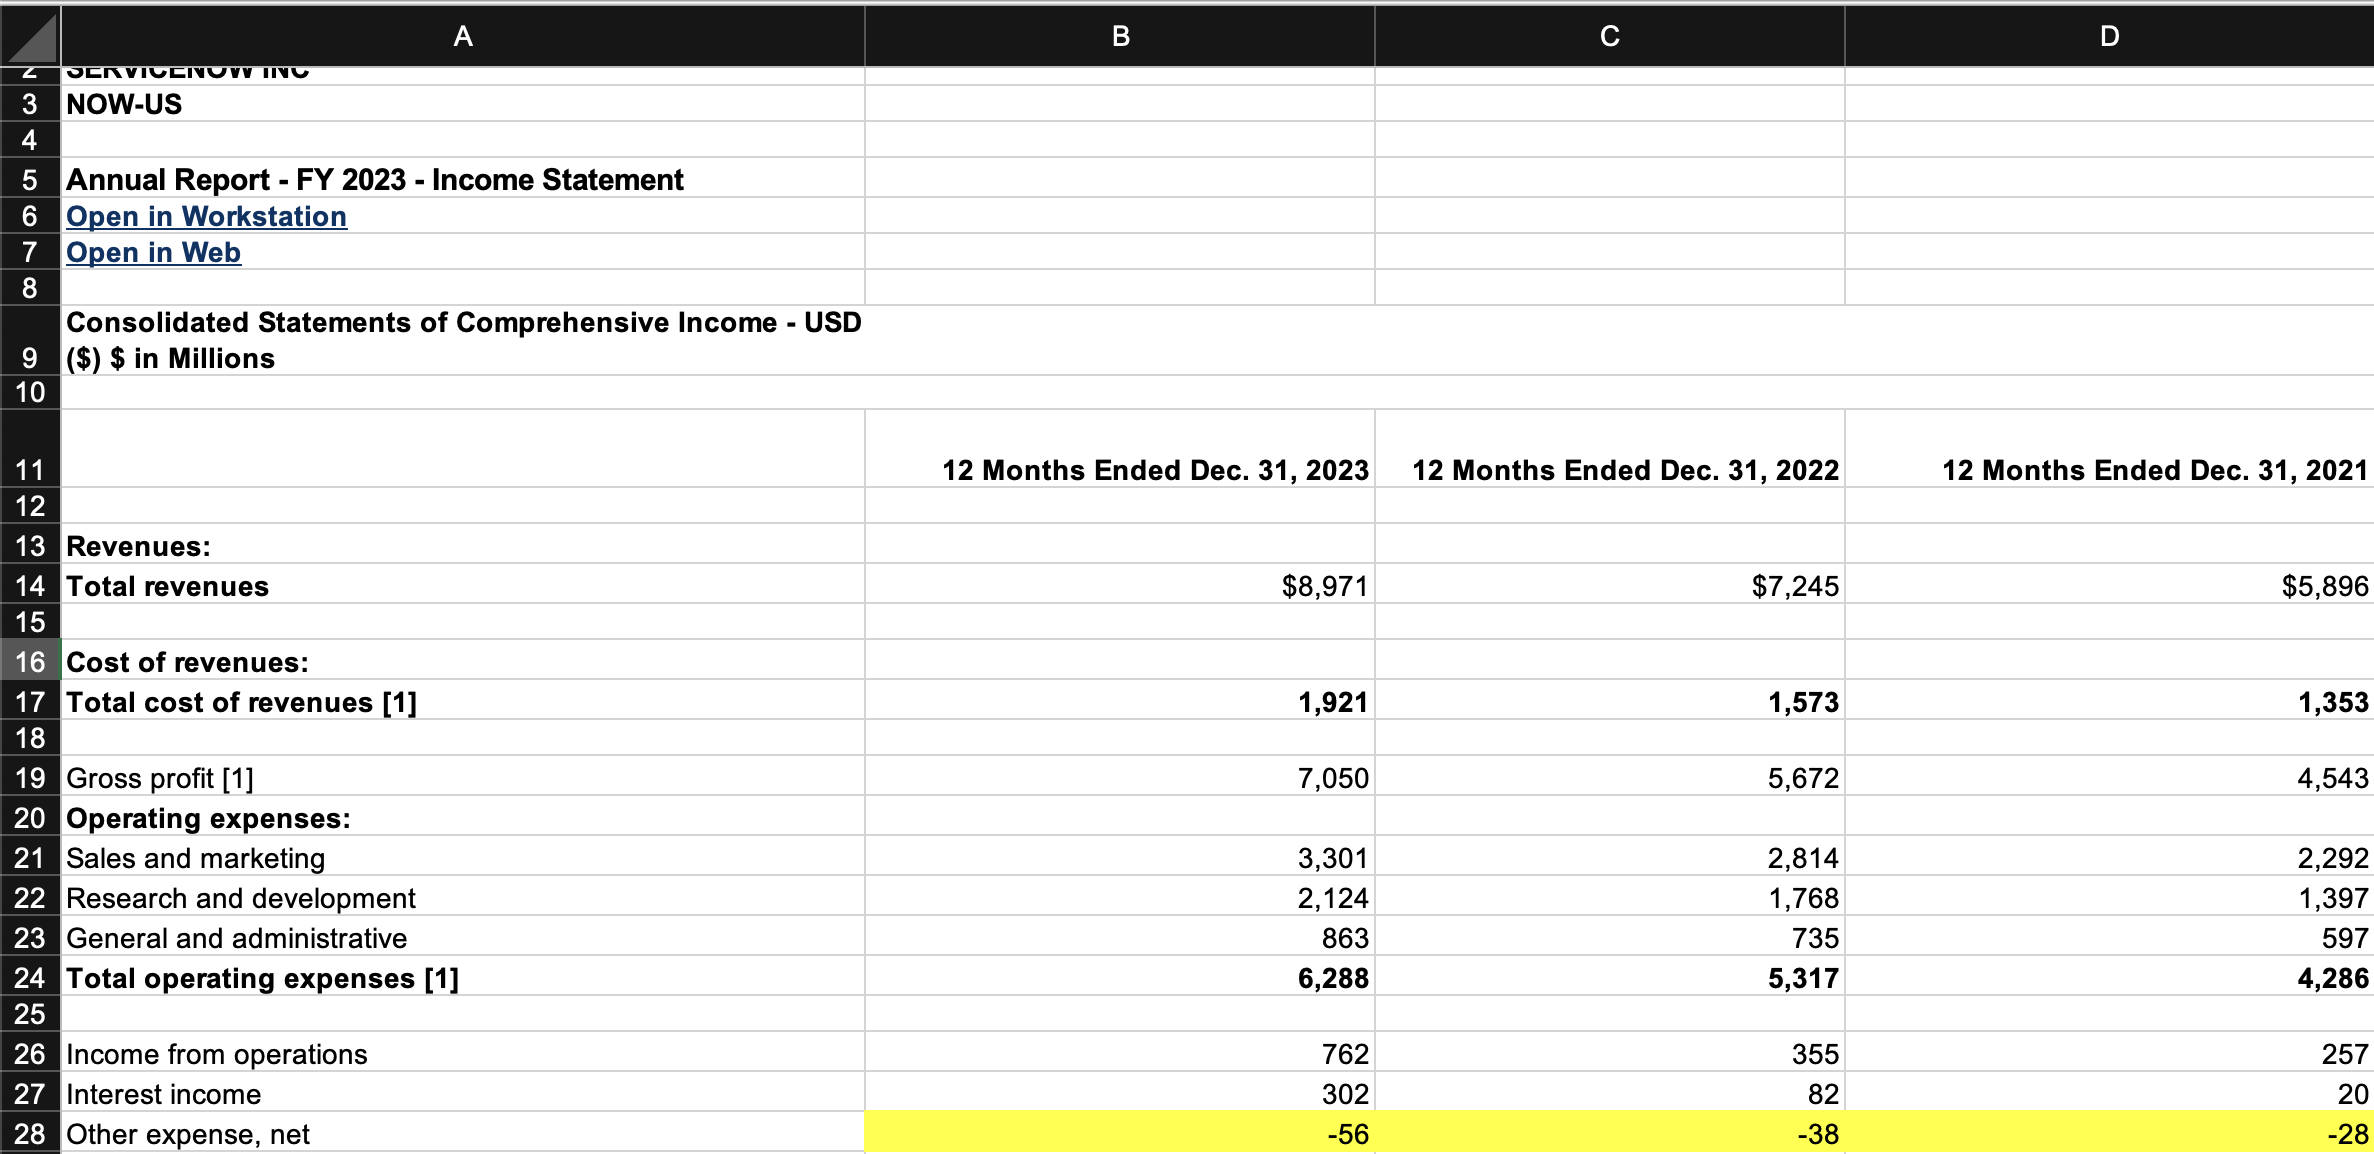 A B C D
2 SERVICENOW INC
3 NOW-US
4
5 Annual Report - FY 2023 - Income Statement
6 Open in Workstation
7 Open in Web
8
Consolidated Statements of Comprehensive Income - USD
9 ($) $ in Millions
10
11 12 Months Ended Dec. 31, 2023 12 Months Ended Dec. 31, 2022 12 Months Ended Dec. 31, 2021
12
13 Revenues:
14 Total revenues $8,971 $7,245 $5,896
15
16 Cost of revenues:
17 Total cost of revenues [1] 1,921 1,573 1,353
18
19 Gross profit [1] 7,050 5,672 4,543
20 Operating expenses:
21 Sales and marketing 3,301 2,814 2,292
22 Research and development 2,124 1,768 1,397
23 General and administrative 863 735 597
24 Total operating expenses [1] 6,288 5,317 4,286
25
26 Income from operations 762 355 257
27 Interest income 302 82 20
28 Other expense, net -56 -38 -28